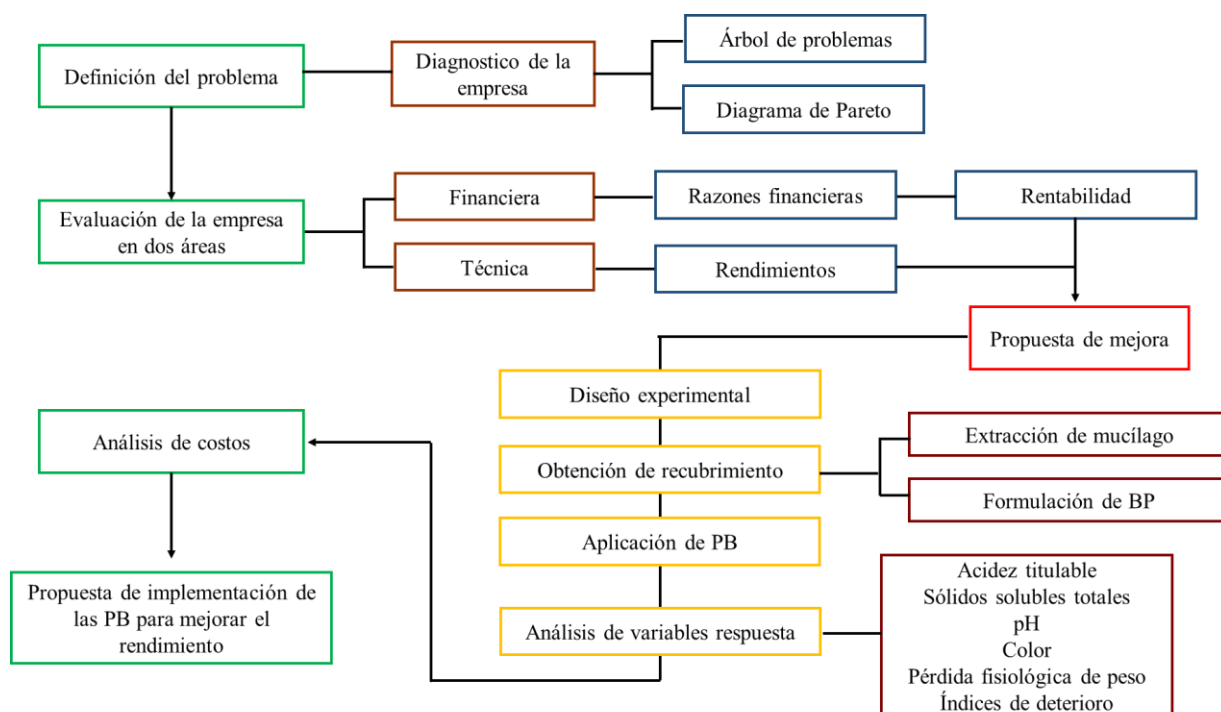 Árbol de problemas
Definición del problema
Diagnostico de la
empresa
Diagrama de Pareto
Evaluación de la empresa
en dos áreas
Financiera
Razones financieras
Rentabilidad
Técnica
Rendimientos
Propuesta de mejora
Diseño experimental
Análisis de costos
Obtención de recubrimiento
Extracción de mucílago
Formulación de BP
Aplicación de PB
Propuesta de implementación de
las PB para mejorar el
rendimiento
Análisis de variables respuesta
Acidez titulable
Sólidos solubles totales
pH
Color
Pérdida fisiológica de peso
Índices de deterioro